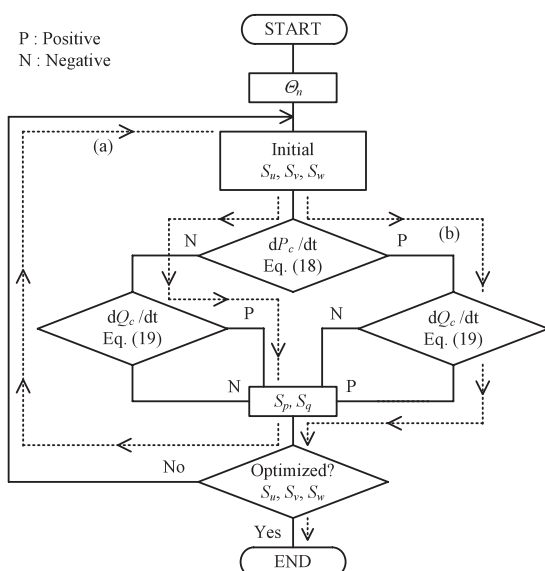 START
P : Positive
N : Negative
Θn
(a)
Initial
Su, Sv, Sw
(b)
N
dPc /dt
Eq. (18)
P
dQc /dt
Eq. (19)
P
N
dQc /dt
Eq. (19)
N
Sp, Sq
P
No
Optimized?
Su, Sv, Sw
Yes
END